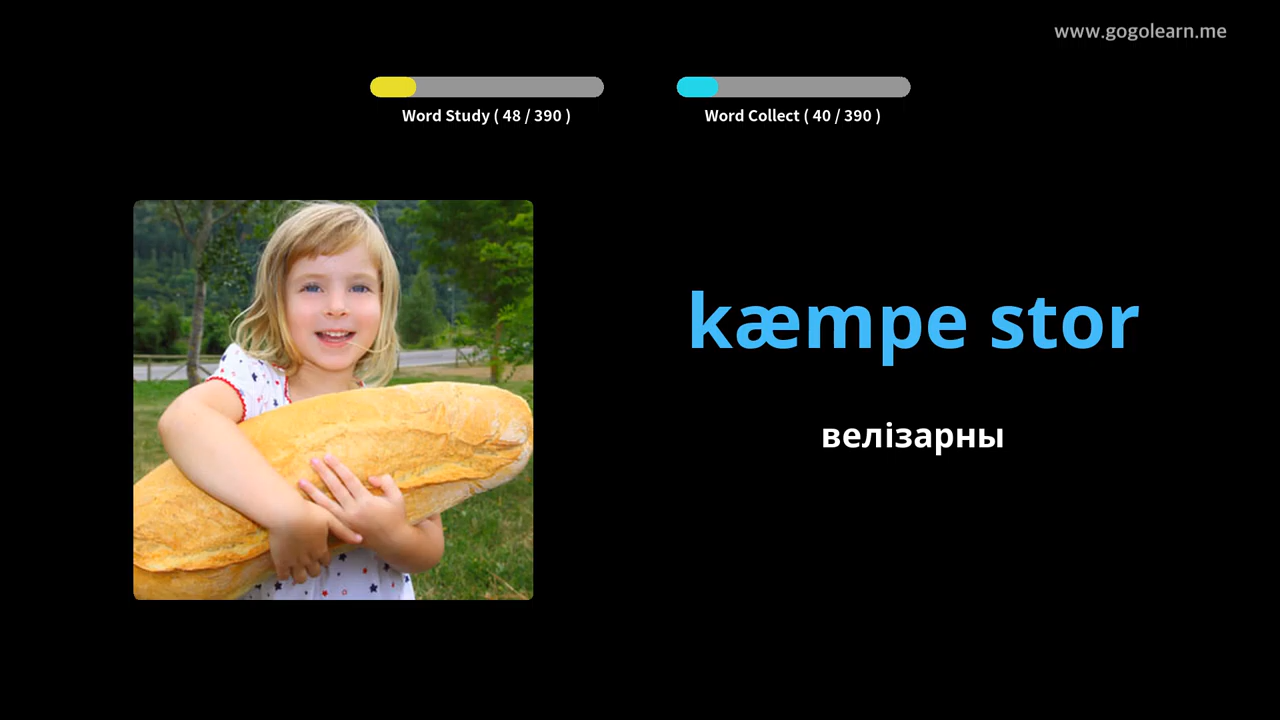 www.gogolearn.me
Word Study ( 48 / 390 )
Word Collect ( 40 / 390 )
kæmpe stor
велізарны